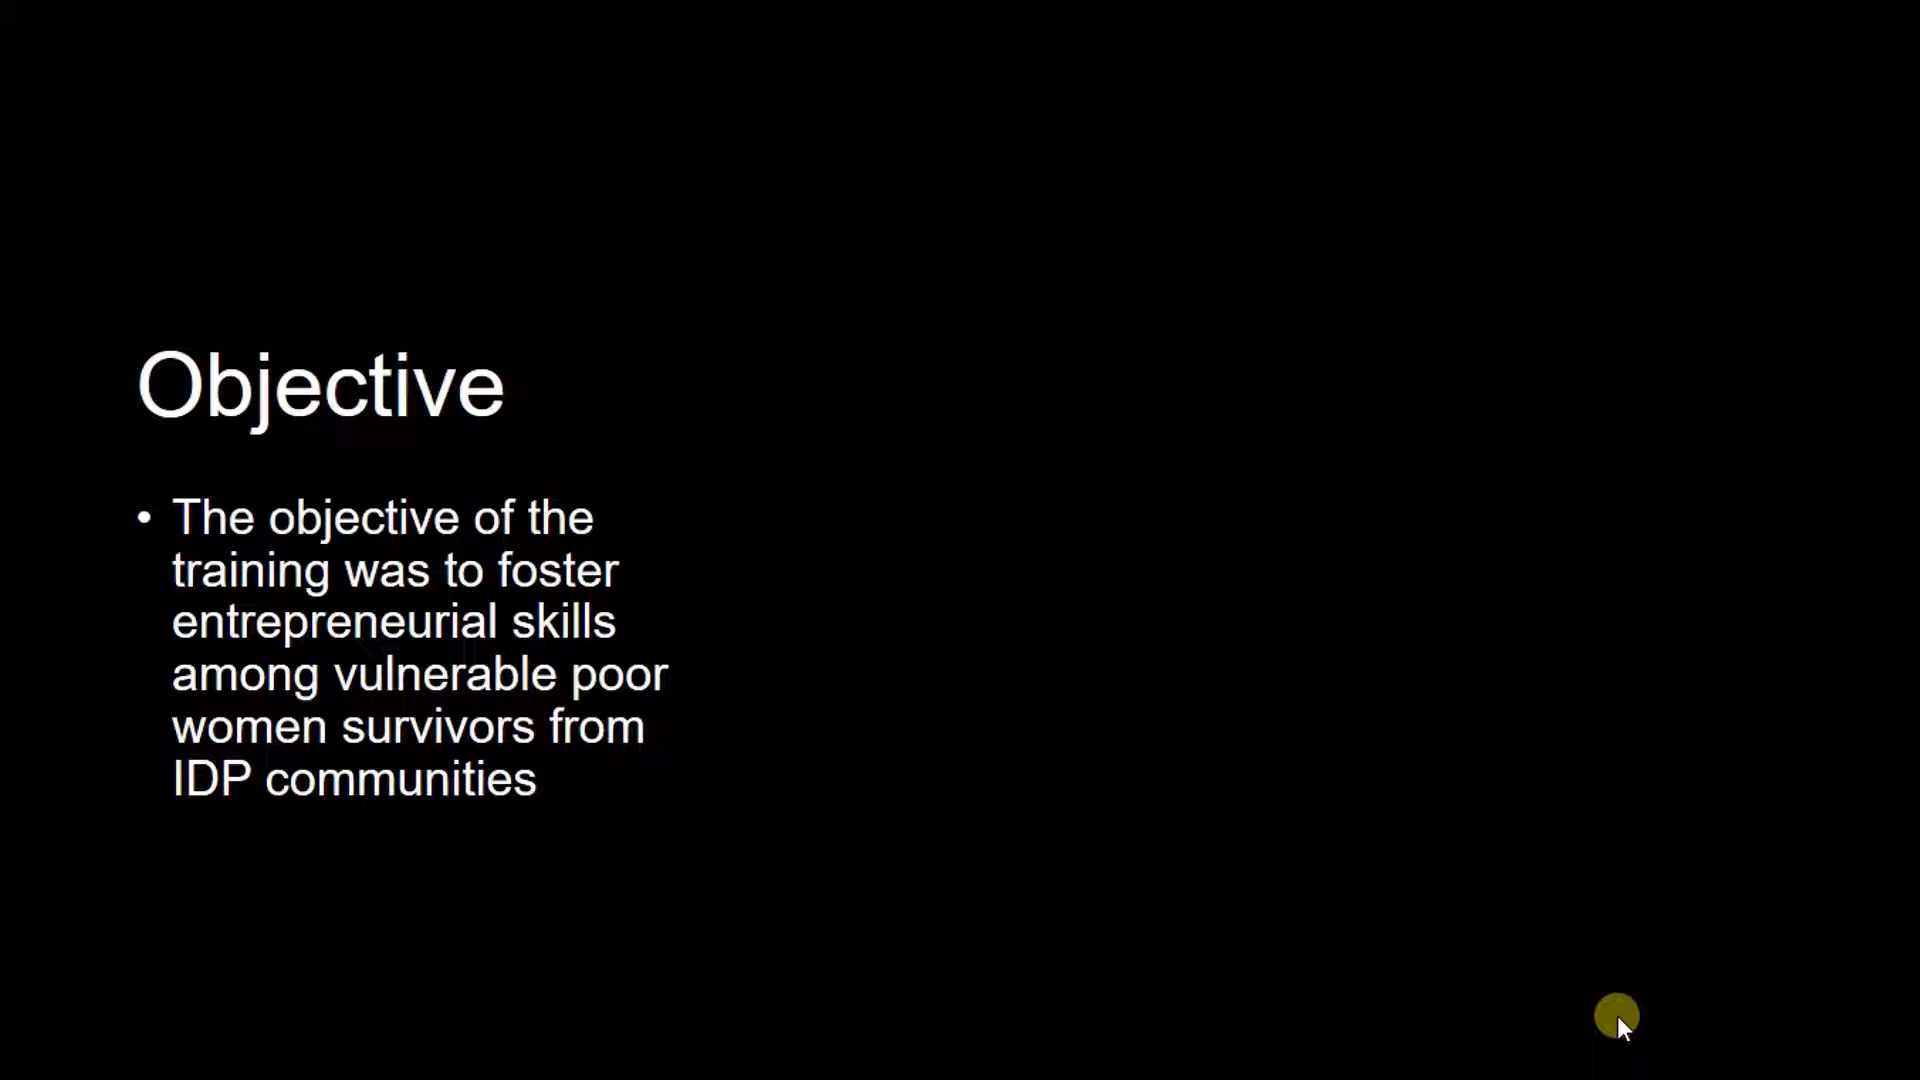 Objective
• The objective of the
training was to foster
entrepreneurial skills
among vulnerable poor
women survivors from
IDP communities